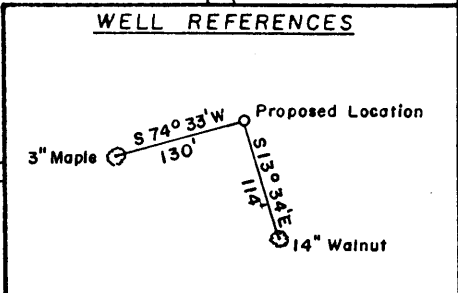 WELL REFERENCES
Proposed Location
S 74° 33' W
130'
3" Maple
S 13° 34' E
114'
14" Walnut